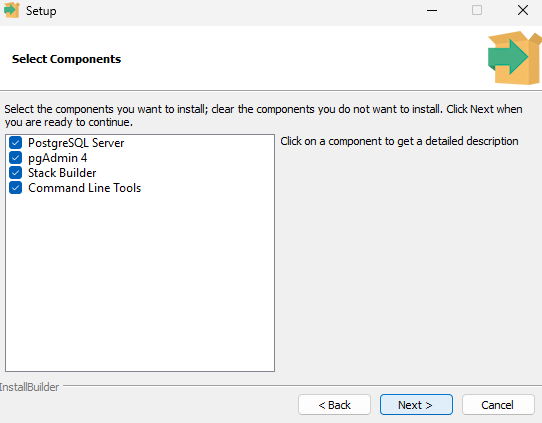 Setup
Select Components
Select the components you want to install; clear the components you do not want to install. Click Next when
you are ready to continue.
PostgreSQL Server
Click on a component to get a detailed description
pgAdmin 4
Stack Builder
Command Line Tools
InstallBuilder
< Back
Next >
Cancel